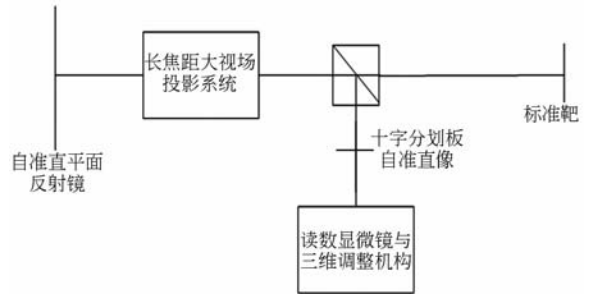 长焦距大视场
投影系统
标准靶
十字分划板
自准直像
自准直平面
反射镜
读数显微镜与
三维调整机构